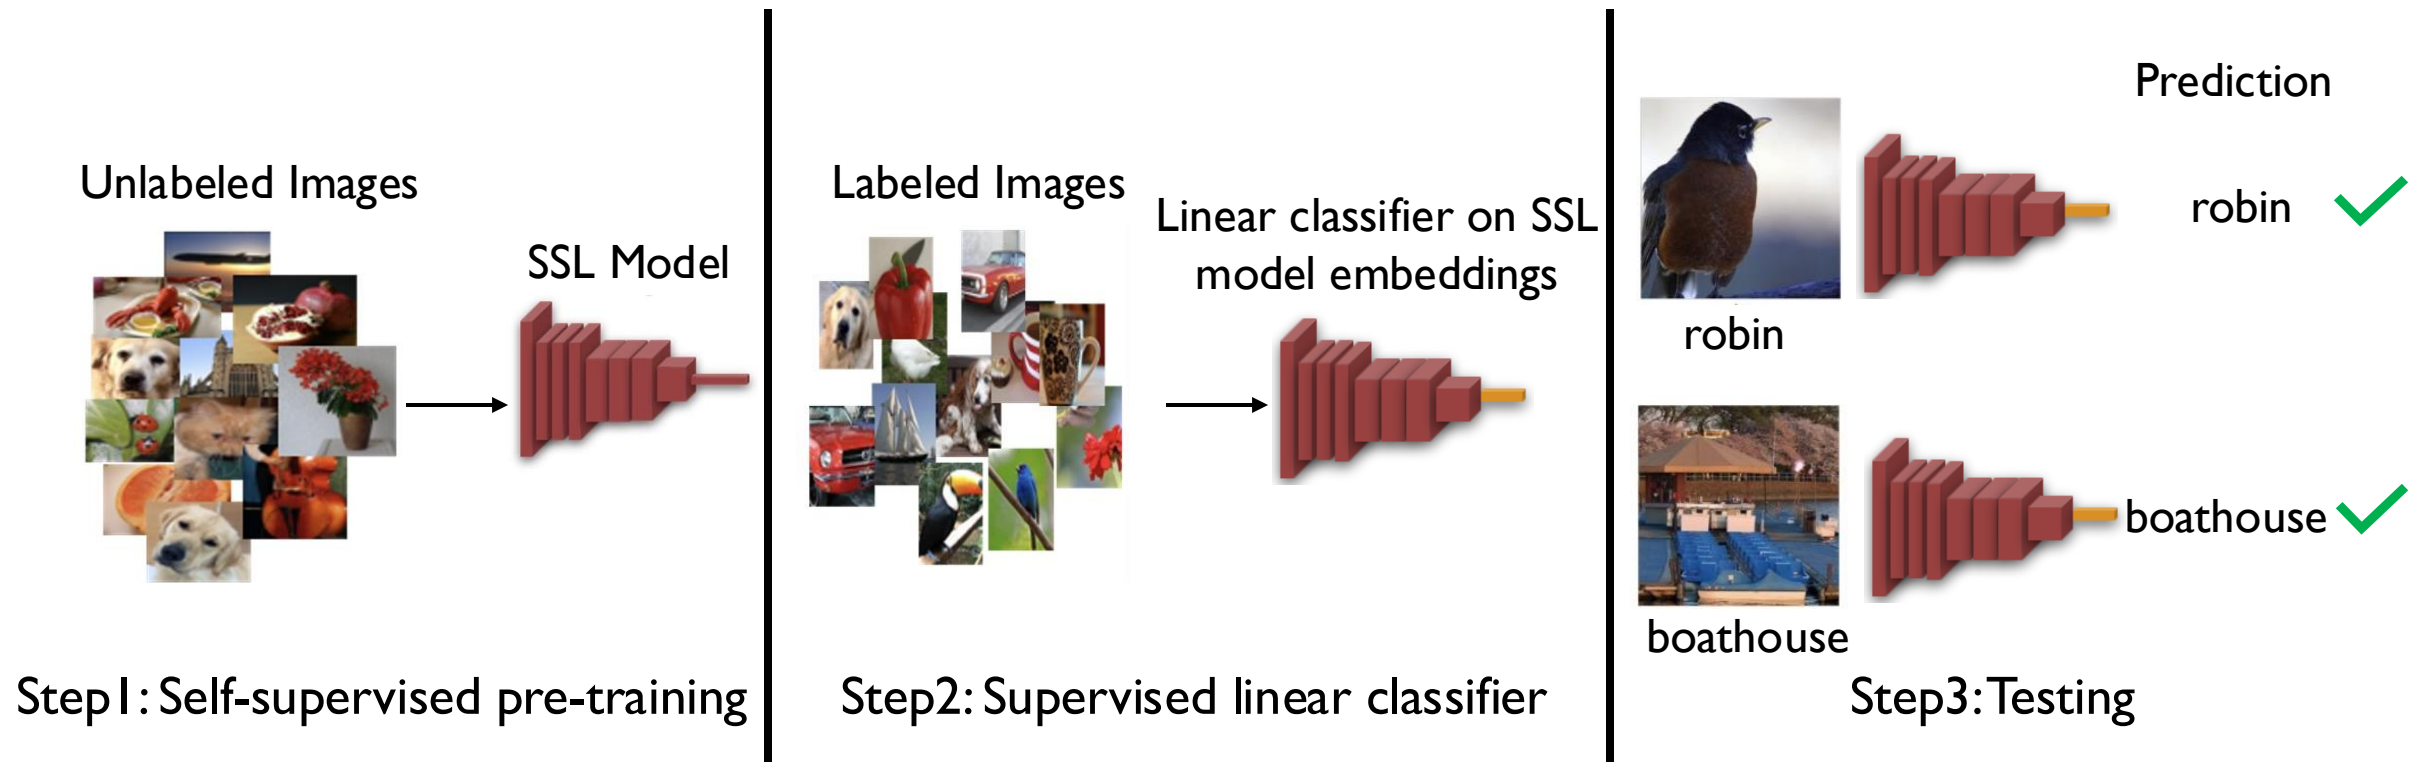 Unlabeled Images
SSL Model
Step1: Self-supervised pre-training
Labeled Images
Linear classifier on SSL
model embeddings
Step2: Supervised linear classifier
Prediction
robin
robin
boathouse
boathouse
Step3: Testing